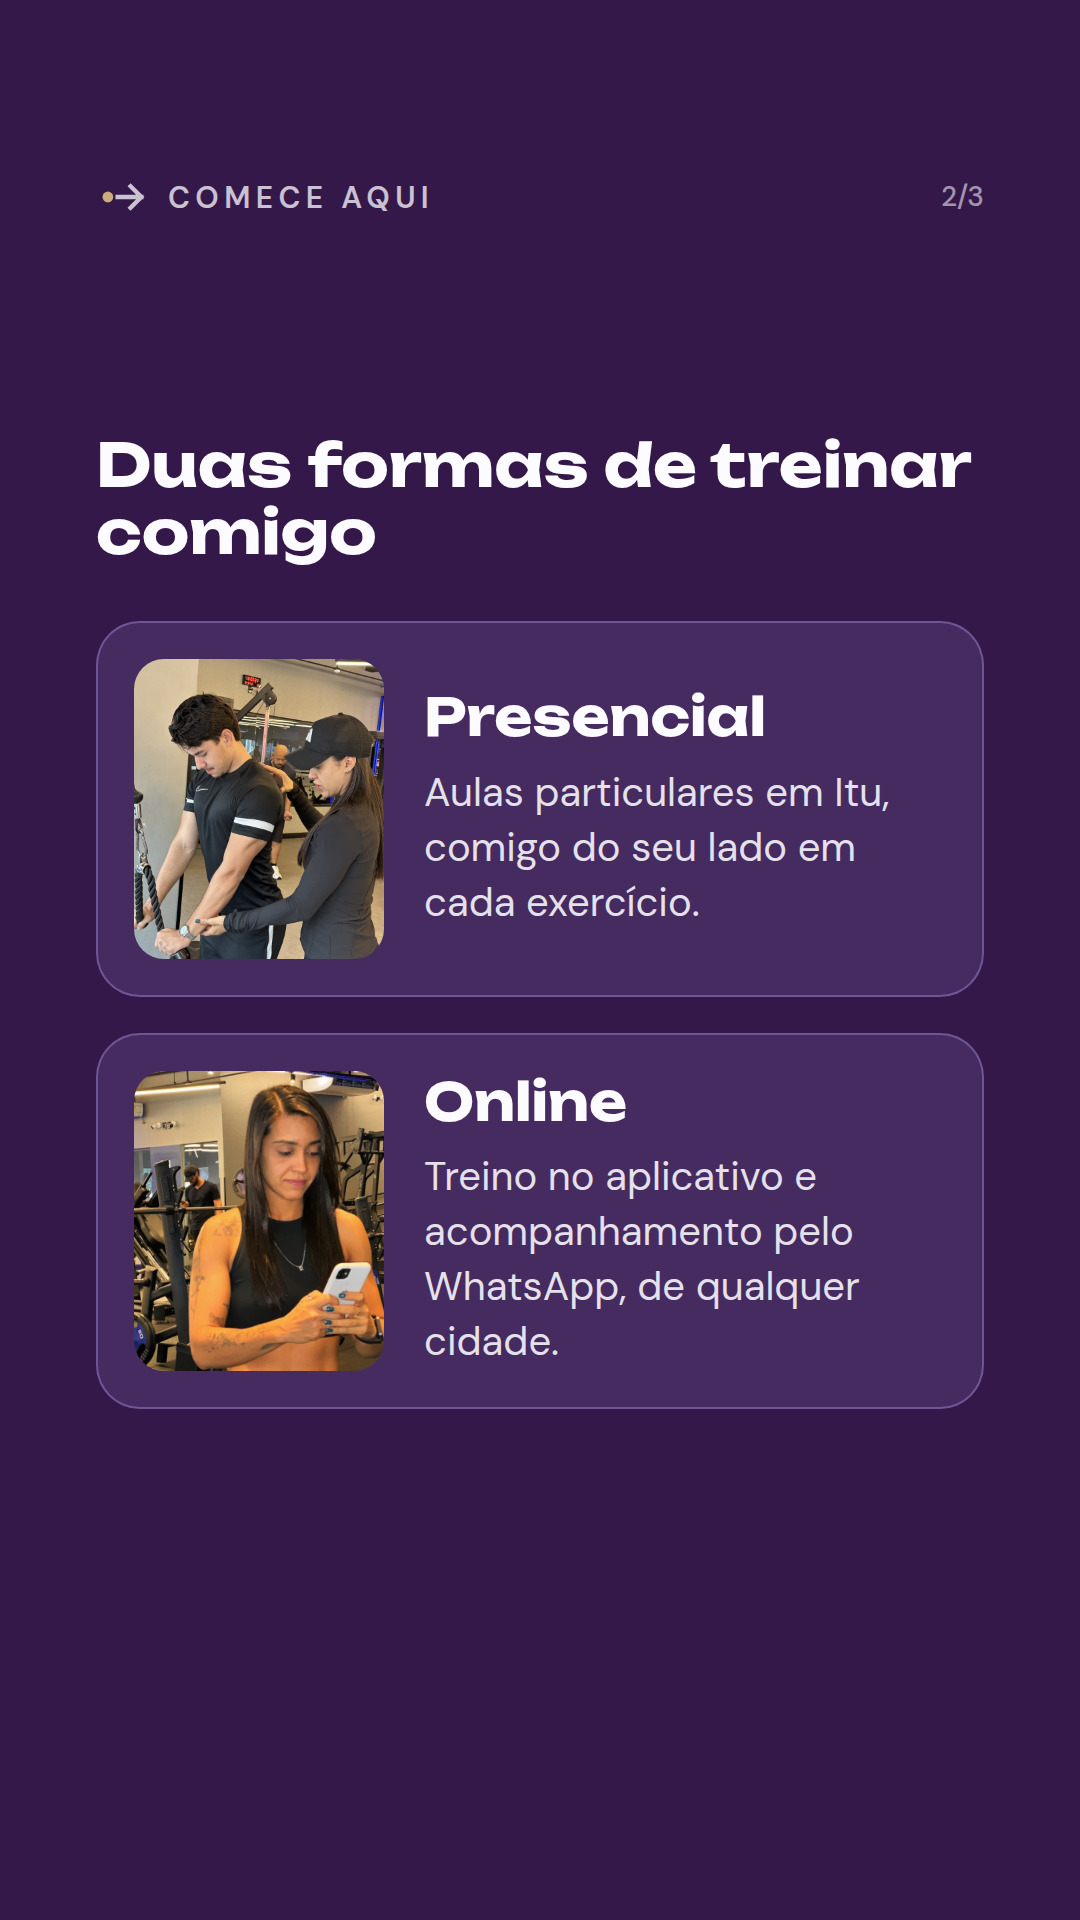 COMECE AQUI
2/3
Duas formas de treinar
comigo
Presencial
Aulas particulares em Itu,
comigo do seu lado em
cada exercício.
Online
Treino no aplicativo e
acompanhamento pelo
WhatsApp, de qualquer
cidade.